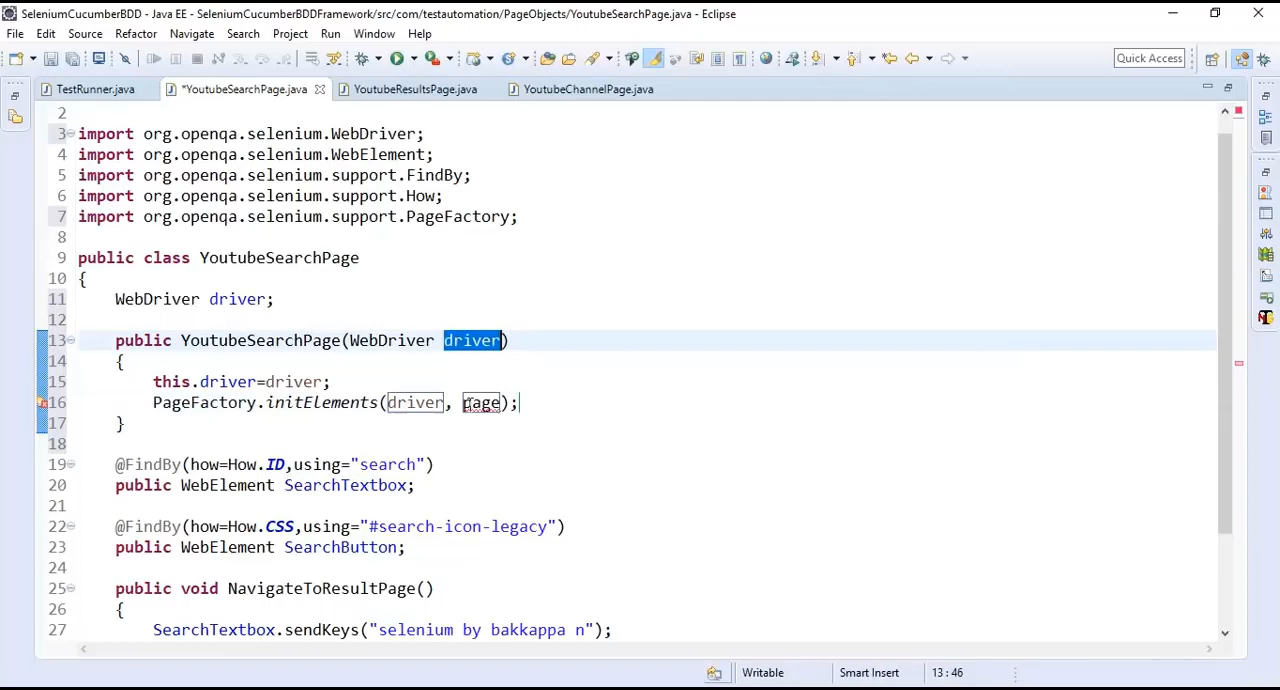 SeleniumCucumberBDD - Java EE - SeleniumCucumberBDDFramework/src/com/testautomation/PageObjects/YoutubeSearchPage.java - Eclipse
File Edit Source Refactor Navigate Search Project Run Window Help
Quick Access
TestRunner.java *YoutubeSearchPage.java YoutubeResultsPage.java YoutubeChannelPage.java
2
3 import org.openqa.selenium.WebDriver;
4 import org.openqa.selenium.WebElement;
5 import org.openqa.selenium.support.FindBy;
6 import org.openqa.selenium.support.How;
7 import org.openqa.selenium.support.PageFactory;
8
9 public class YoutubeSearchPage
10 {
11 WebDriver driver;
12
13 public YoutubeSearchPage(WebDriver driver)
14 {
15 this.driver=driver;
16 PageFactory.initElements(driver, page);
17 }
18
19 @FindBy(how=How.ID,using="search")
20 public WebElement SearchTextbox;
21
22 @FindBy(how=How.CSS,using="#search-icon-legacy")
23 public WebElement SearchButton;
24
25 public void NavigateToResultPage()
26 {
27 SearchTextbox.sendKeys("selenium by bakkappa n");
Writable Smart Insert 13 : 46